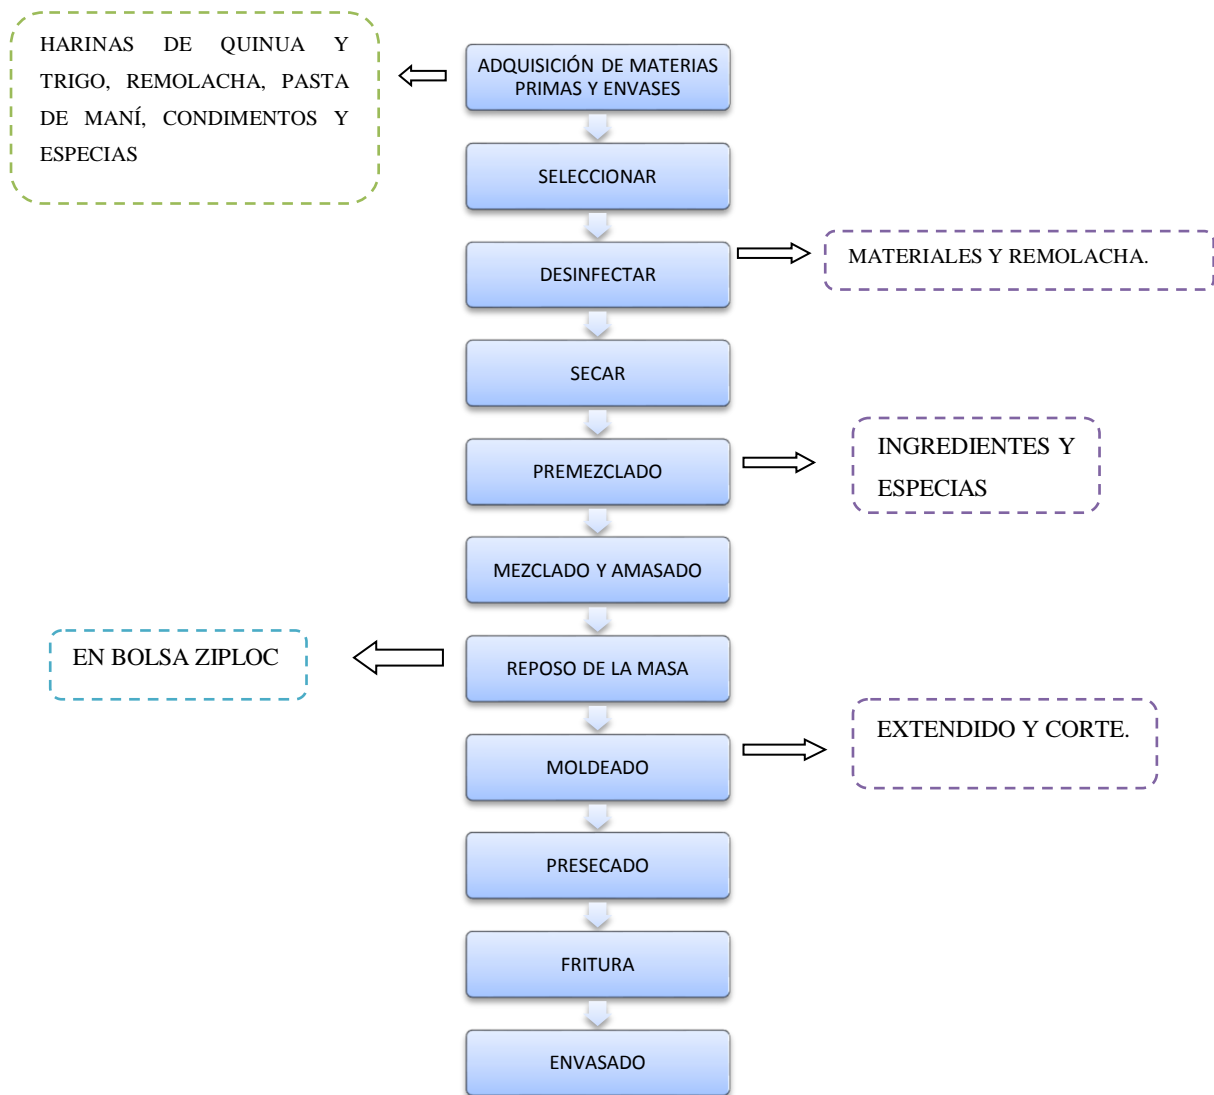 HARINAS DE QUINUA Y
TRIGO, REMOLACHA, PASTA
DE MANÍ, CONDIMENTOS Y
ESPECIAS
ADQUISICIÓN DE MATERIAS
PRIMAS Y ENVASES
SELECCIONAR
DESINFECTAR
MATERIALES Y REMOLACHA.
SECAR
PREMEZCLADO
INGREDIENTES Y
ESPECIAS
MEZCLADO Y AMASADO
EN BOLSA ZIPLOC
REPOSO DE LA MASA
MOLDEADO
EXTENDIDO Y CORTE.
PRESECADO
FRITURA
ENVASADO